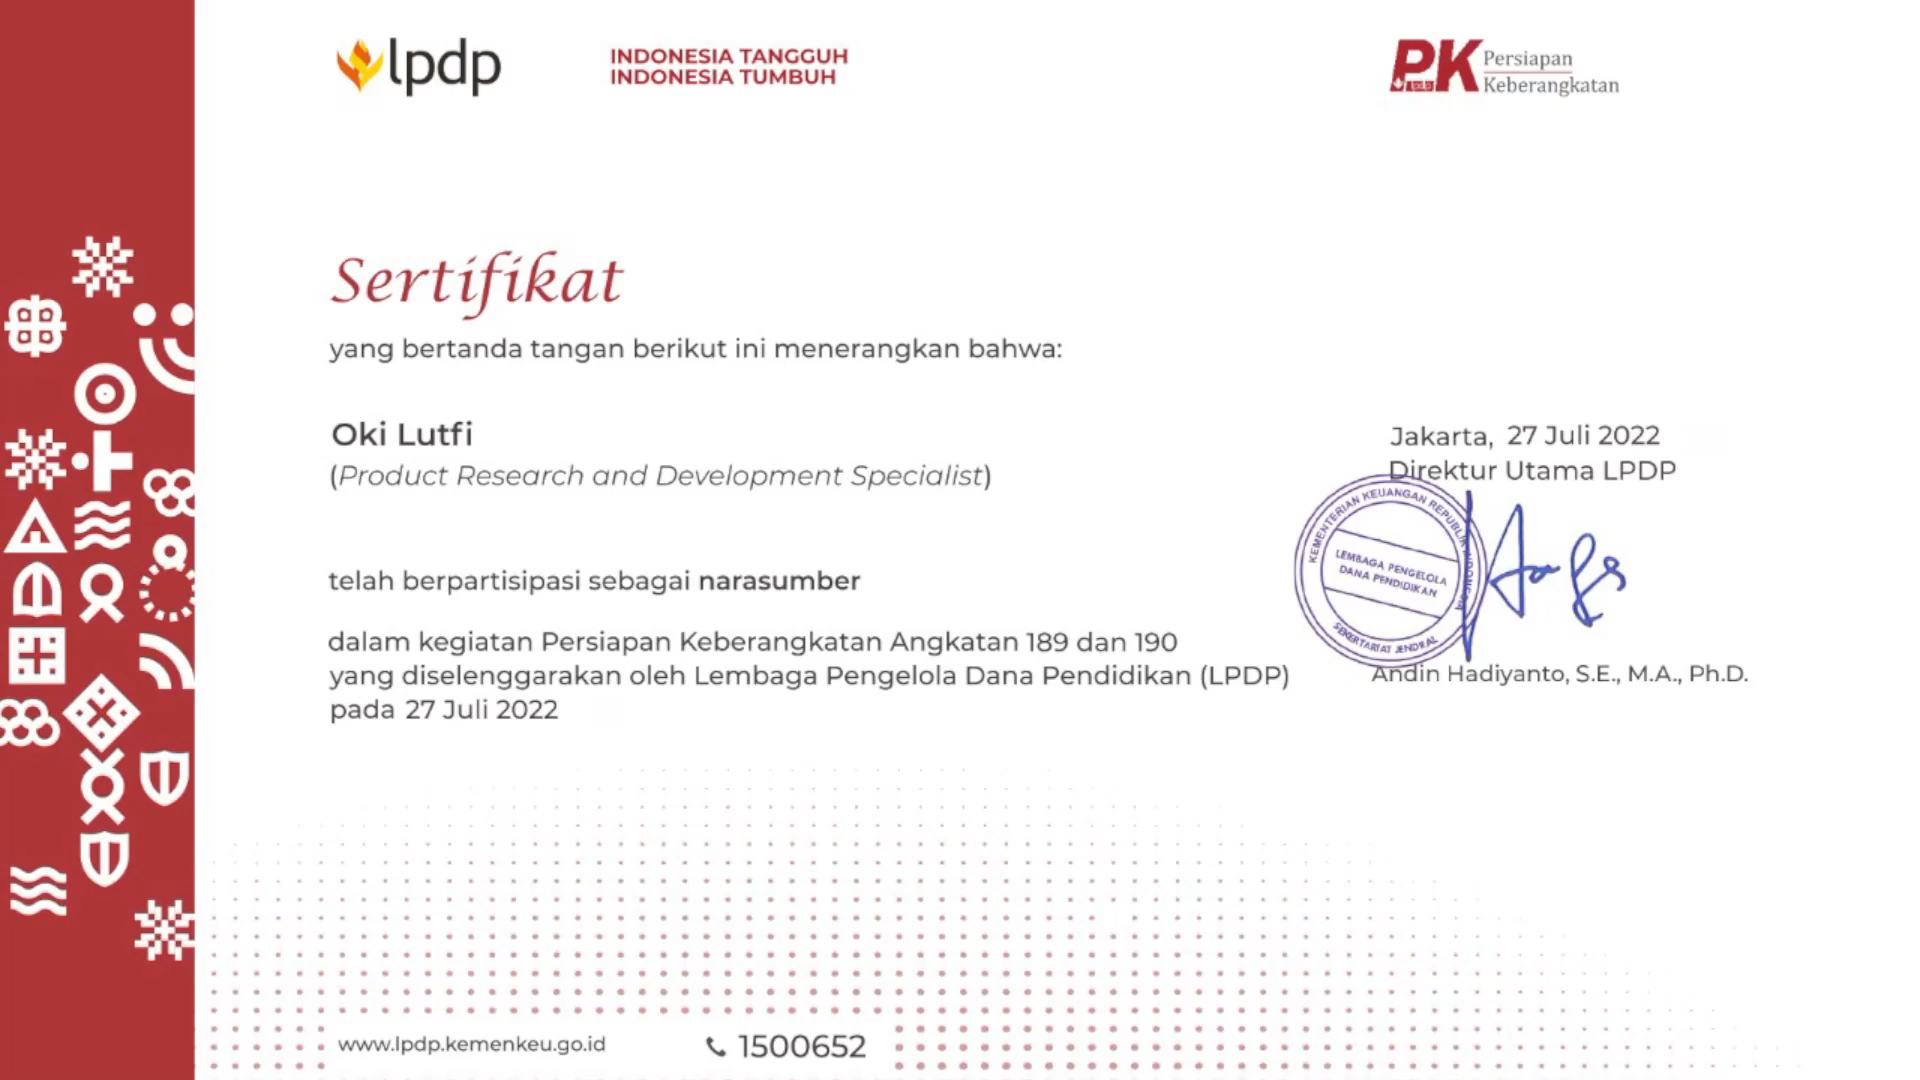 lpdp
INDONESIA TANGGUH
INDONESIA TUMBUH
PK Persiapan
Keberangkatan
Sertifikat
yang bertanda tangan berikut ini menerangkan bahwa:
Oki Lutfi
(Product Research and Development Specialist)
telah berpartisipasi sebagai narasumber
dalam kegiatan Persiapan Keberangkatan Angkatan 189 dan 190
yang diselenggarakan oleh Lembaga Pengelola Dana Pendidikan (LPDP)
pada 27 Juli 2022
Jakarta, 27 Juli 2022
Direktur Utama LPDP
KEMENTERIAN KEUANGAN REPUBLIK INDONESIA
LEMBAGA PENGELOLA
DANA PENDIDIKAN
SEKERTARIAT JENDRAL
Andin Hadiyanto, S.E., M.A., Ph.D.
www.lpdp.kemenkeu.go.id
1500652